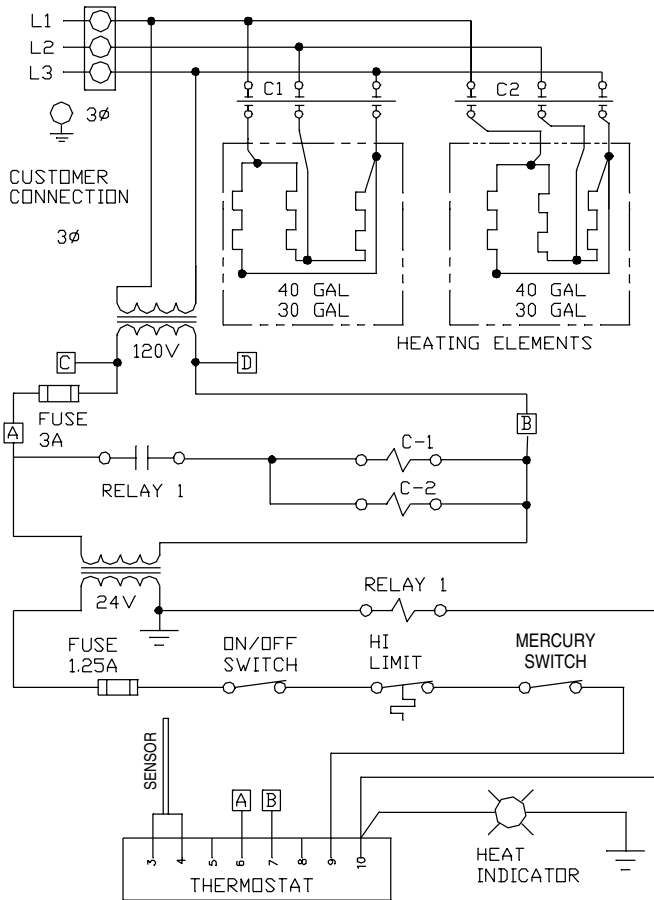 L1
L2
L3
3ø
CUSTOMER
CONNECTION
3ø
C1
C2
40 GAL
30 GAL
40 GAL
30 GAL
HEATING ELEMENTS
120V
C
D
FUSE
3A
A
B
RELAY 1
C-1
C-2
24V
RELAY 1
FUSE
1.25A
ON/OFF
SWITCH
HI
LIMIT
MERCURY
SWITCH
SENSOR
A
B
3
4
5
6
7
8
9
10
THERMOSTAT
HEAT
INDICATOR